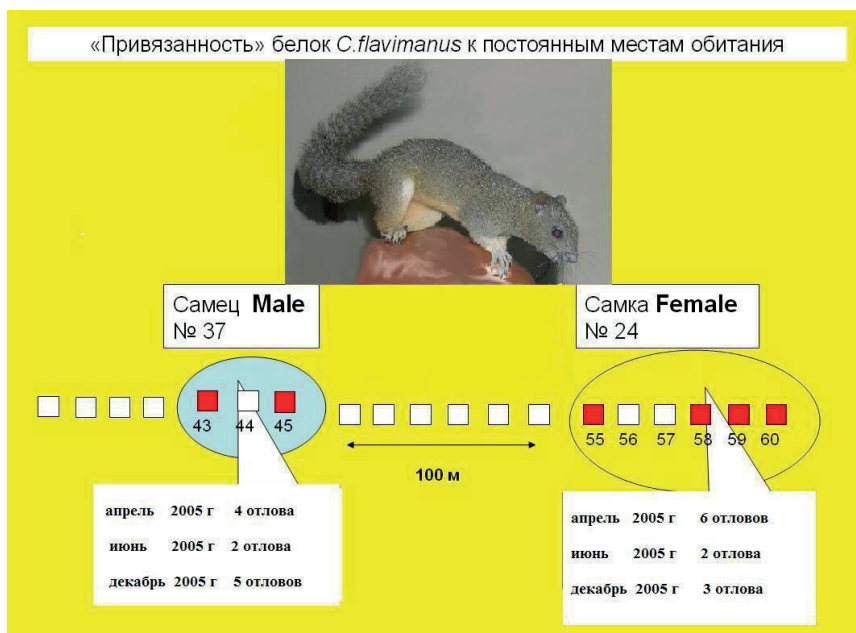 «Привязанность» белок C.flavimanus к постоянным местам обитания
Самец Male
№ 37
Самка Female
№ 24
43 44 45
55 56 57 58 59 60
100 м
апрель 2005 г 4 отлова
июнь 2005 г 2 отлова
декабрь 2005 г 5 отловов
апрель 2005 г 6 отловов
июнь 2005 г 2 отлова
декабрь 2005 г 3 отлова